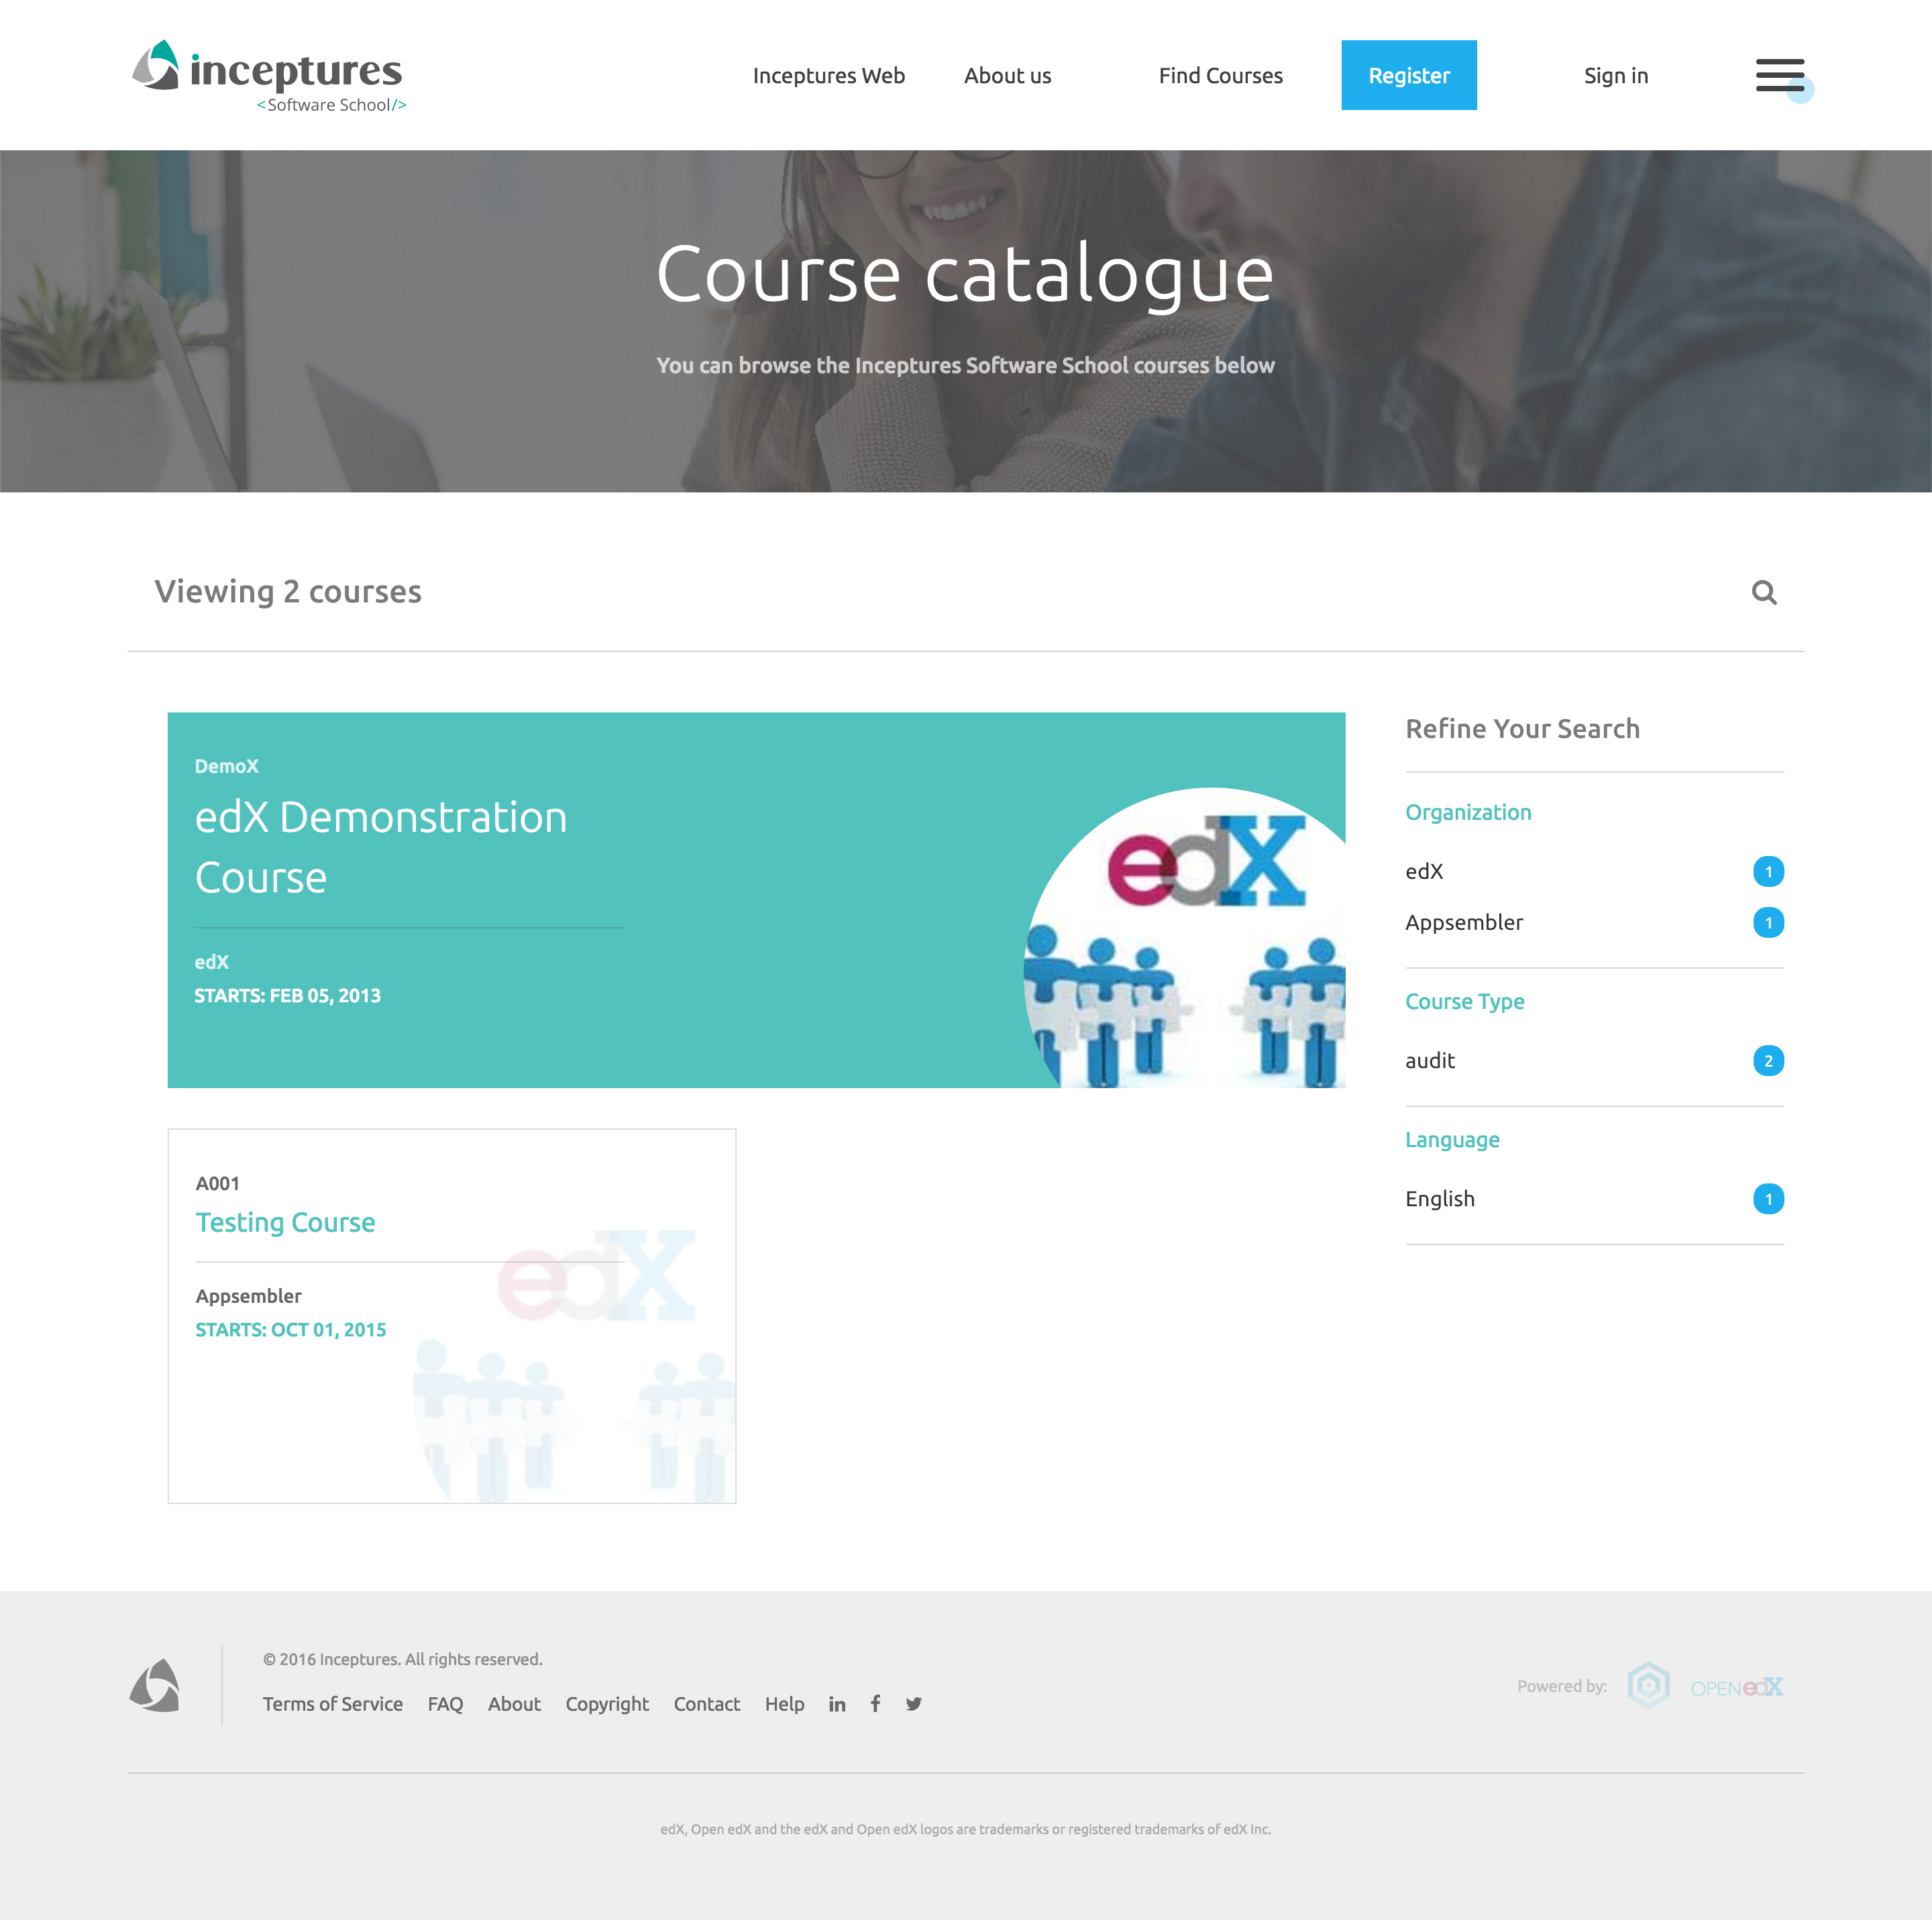 inceptures
<Software School/>
Inceptures Web
About us
Find Courses
Register
Sign in
Course catalogue
You can browse the Inceptures Software School courses below
Viewing 2 courses
DemoX
edX Demonstration
Course
edX
STARTS: FEB 05, 2013
edX
A001
Testing Course
Appsembler
STARTS: OCT 01, 2015
edX
Refine Your Search
Organization
edX 1
Appsembler 1
Course Type
audit 2
Language
English 1
© 2016 Inceptures. All rights reserved.
Terms of Service FAQ About Copyright Contact Help in f
Powered by:
OPEN edX
edX, Open edX and the edX and Open edX logos are trademarks or registered trademarks of edX Inc.